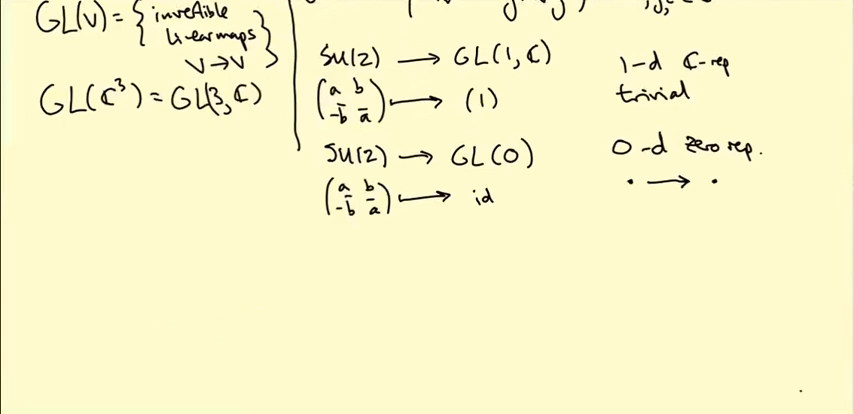 GL(V) = { invertible
linear maps
V → V }
GL(ℂ³) = GL(3, ℂ)
SU(2) → GL(1, ℂ) 1-d ℂ-rep
(a b
-b̄ ā) ↦ (1) trivial
SU(2) → GL(0) 0-d zero rep.
(a b
-b̄ ā) ↦ id · → ·